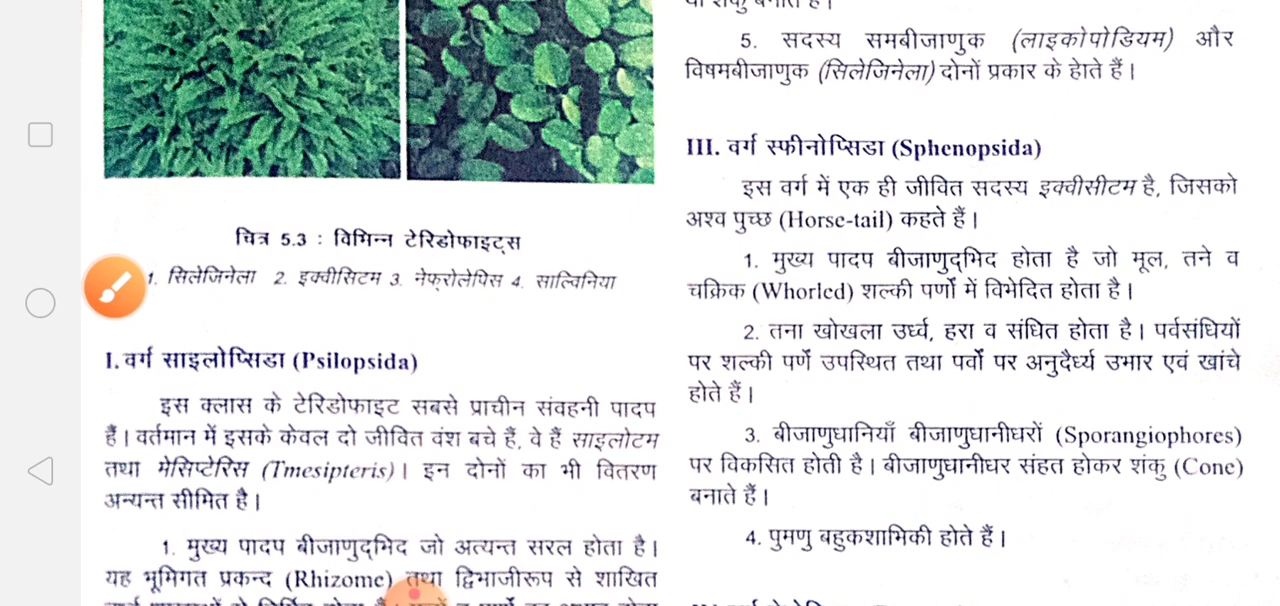 चित्र 5.3 : विभिन्न टेरिडोफाइट्स
1. सिलेजिनेला 2. इक्वीसिटम 3. नेफ्रोलेपिस 4. साल्विनिया
I. वर्ग साइलोप्सिडा (Psilopsida)
इस क्लास के टेरिडोफाइट सबसे प्राचीन संवहनी पादप
हैं। वर्तमान में इसके केवल दो जीवित वंश बचे हैं, वे हैं साइलोटम
तथा मेसिप्टेरिस (Tmesipteris)। इन दोनों का भी वितरण
अन्यन्त सीमित है।
1. मुख्य पादप बीजाणुद्भिद जो अत्यन्त सरल होता है।
यह भूमिगत प्रकन्द (Rhizome) तथा द्विभाजीरूप से शाखित
5. सदस्य समबीजाणुक (लाइकोपोडियम) और
विषमबीजाणुक (सिलेजिनेला) दोनों प्रकार के हेाते हैं।
III. वर्ग स्फीनोप्सिडा (Sphenopsida)
इस वर्ग में एक ही जीवित सदस्य इक्वीसीटम है, जिसको
अश्व पुच्छ (Horse-tail) कहते हैं।
1. मुख्य पादप बीजाणुद्भिद होता है जो मूल, तने व
चक्रिक (Whorled) शल्की पर्णों में विभेदित होता है।
2. तना खोखला उर्ध्व, हरा व संधित होता है। पर्वसंधियों
पर शल्की पर्णें उपस्थित तथा पर्वों पर अनुदैर्ध्य उभार एवं खांचे
होते हैं।
3. बीजाणुधानियाँ बीजाणुधानीधरों (Sporangiophores)
पर विकसित होती है। बीजाणुधानीधर संहत होकर शंकु (Cone)
बनाते हैं।
4. पुमणु बहुकशाभिकी होते हैं।